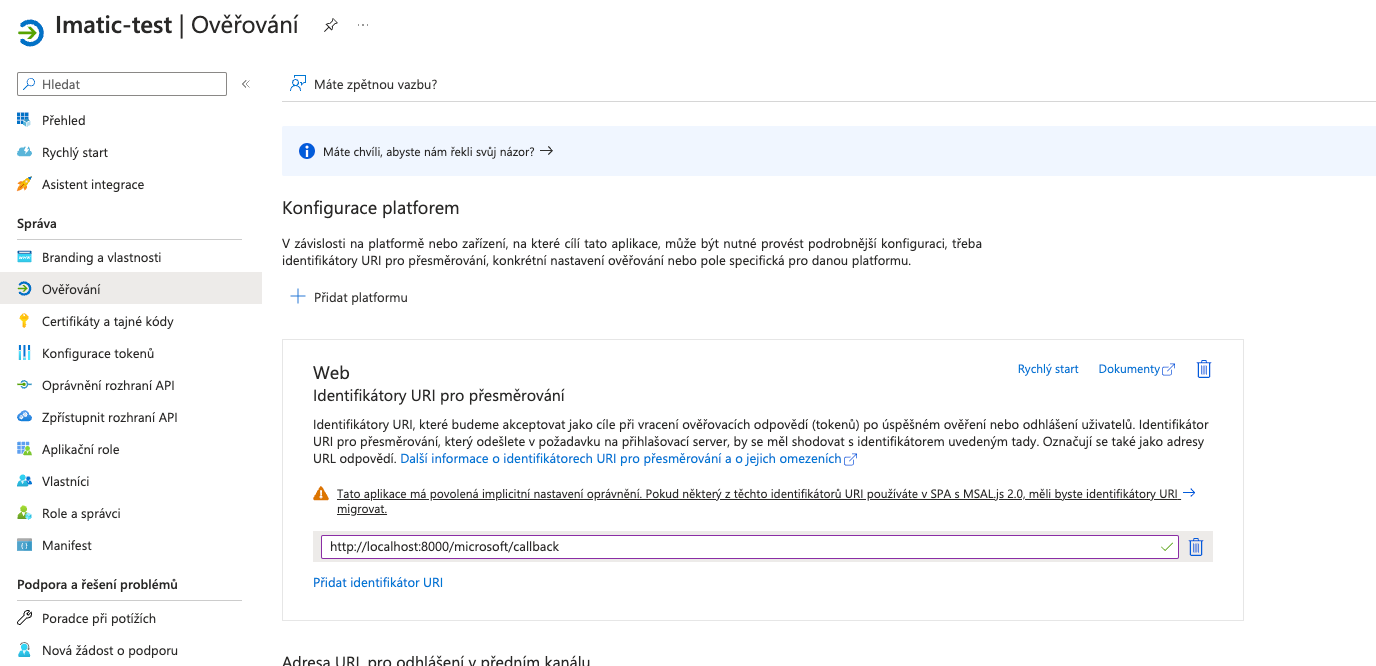 Imatic-test | Ověřování
Hledat
Přehled
Rychlý start
Asistent integrace
Správa
Branding a vlastnosti
Ověřování
Certifikáty a tajné kódy
Konfigurace tokenů
Oprávnění rozhraní API
Zpřístupnit rozhraní API
Aplikační role
Vlastníci
Role a správci
Manifest
Podpora a řešení problémů
Poradce při potížích
Nová žádost o podporu
Máte zpětnou vazbu?
Máte chvíli, abyste nám řekli svůj názor? →
Konfigurace platforem
V závislosti na platformě nebo zařízení, na které cílí tato aplikace, může být nutné provést podrobnější konfiguraci, třeba
identifikátory URI pro přesměrování, konkrétní nastavení ověřování nebo pole specifická pro danou platformu.
Přidat platformu
Web
Rychlý start
Dokumenty
Identifikátory URI pro přesměrování
Identifikátory URI, které budeme akceptovat jako cíle při vracení ověřovacích odpovědí (tokenů) po úspěšném ověření nebo odhlášení uživatelů. Identifikátor
URI pro přesměrování, který odešlete v požadavku na přihlašovací server, by se měl shodovat s identifikátorem uvedeným tady. Označují se také jako adresy
URL odpovědí. Další informace o identifikátorech URI pro přesměrování a o jejich omezeních
Tato aplikace má povolená implicitní nastavení oprávnění. Pokud některý z těchto identifikátorů URI používáte v SPA s MSAL.js 2.0, měli byste identifikátory URI →
migrovat.
http://localhost:8000/microsoft/callback
Přidat identifikátor URI
Adresa URL pro odhlášení v předním kanálu